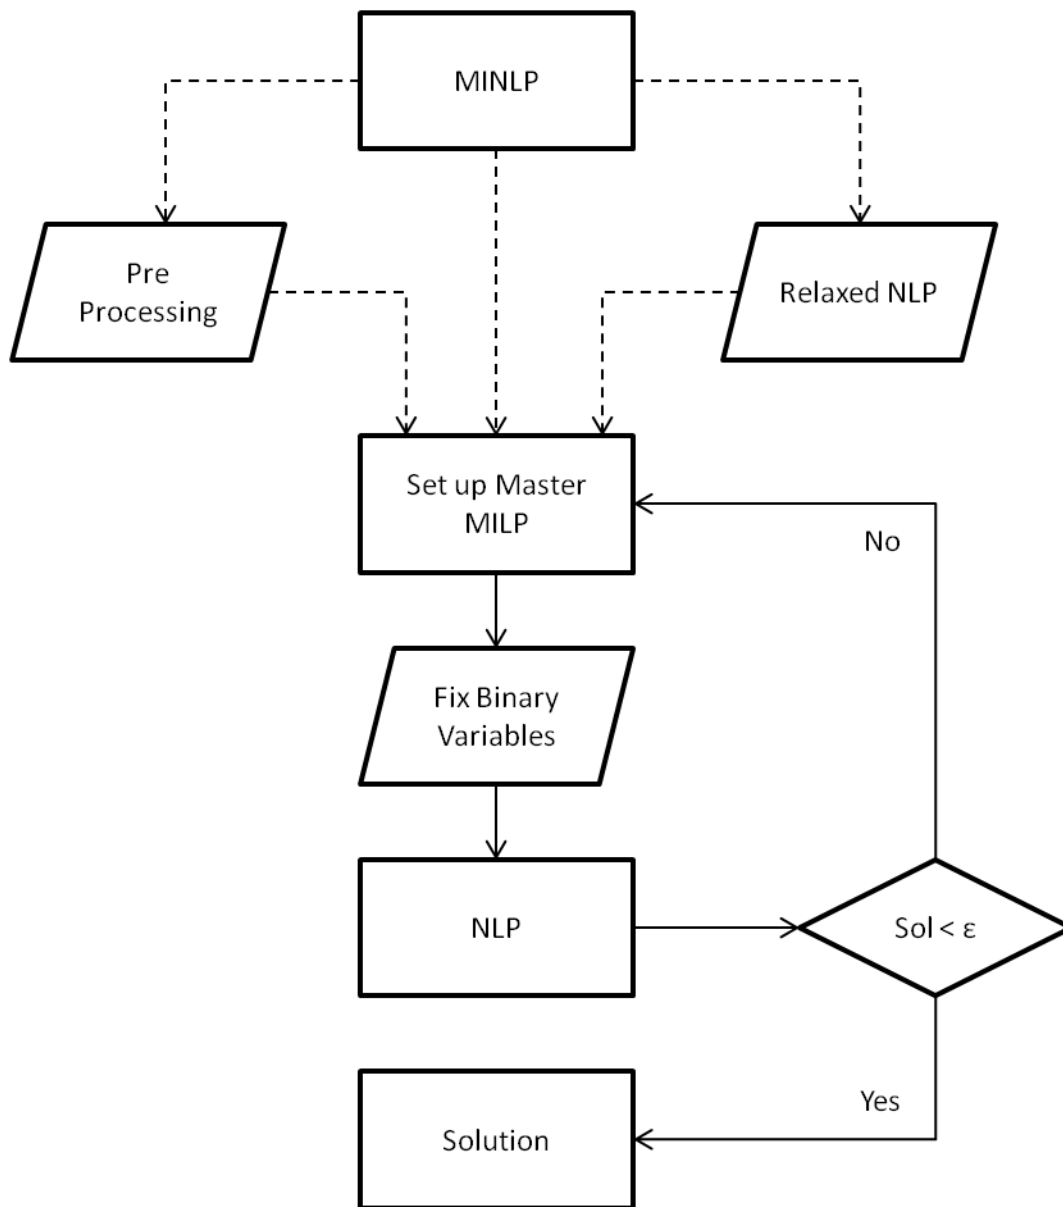 MINLP
Pre
Processing
Relaxed NLP
Set up Master
MILP
No
Fix Binary
Variables
NLP
Sol < ε
Yes
Solution